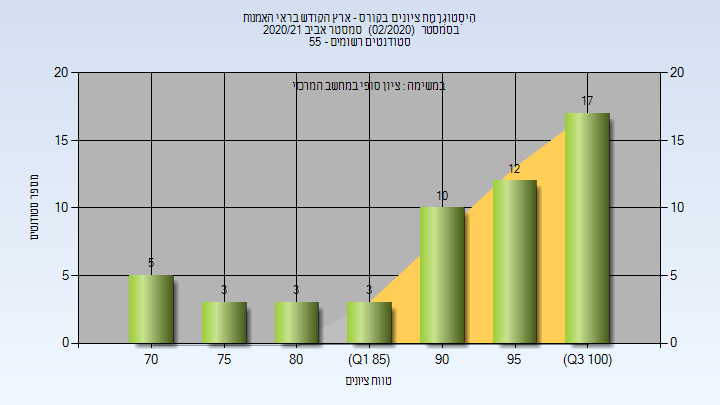 היסטוגרמת ציונים בקורס - ארץ הקודש בראי האמנות
בסמסטר (02/2020) סמסטר אביב 2020/21
סטודנטים רשומים - 55
במשימה : ציון סופי במחשב המרכזי
20 20
15 15
10 10
5 5
0 0
5 3 3 3 10 12 17
מספר סטודנטים
70 75 80 (Q1 85) 90 95 (Q3 100)
טווח ציונים